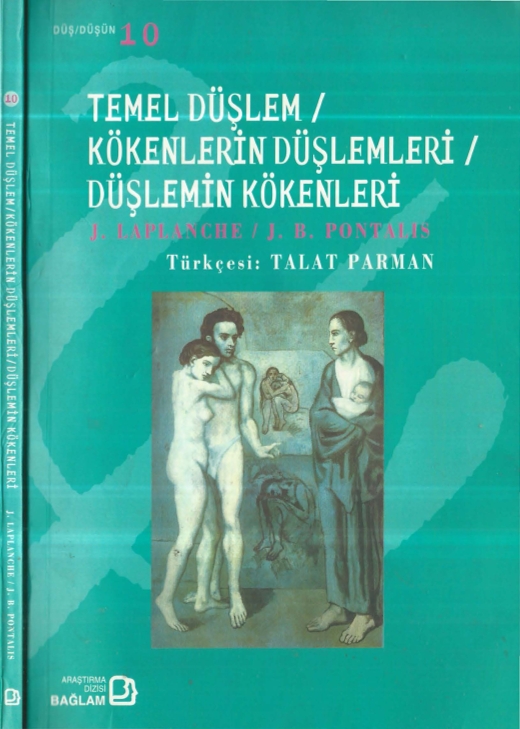 DÜŞ/DÜŞÜN 10
TEMEL DÜŞLEM /
KÖKENLERİN DÜŞLEMLERİ /
DÜŞLEMİN KÖKENLERİ
J. LAPLANCHE / J. B. PONTALIS
Türkçesi: TALAT PARMAN
ARAŞTIRMA
DİZİSİ
BAĞLAM
10 TEMEL DÜŞLEM/KÖKENLERİN DÜŞLEMLERİ/DÜŞLEMİN KÖKENLERİ J. LAPLANCHE / J. B. PONTALIS